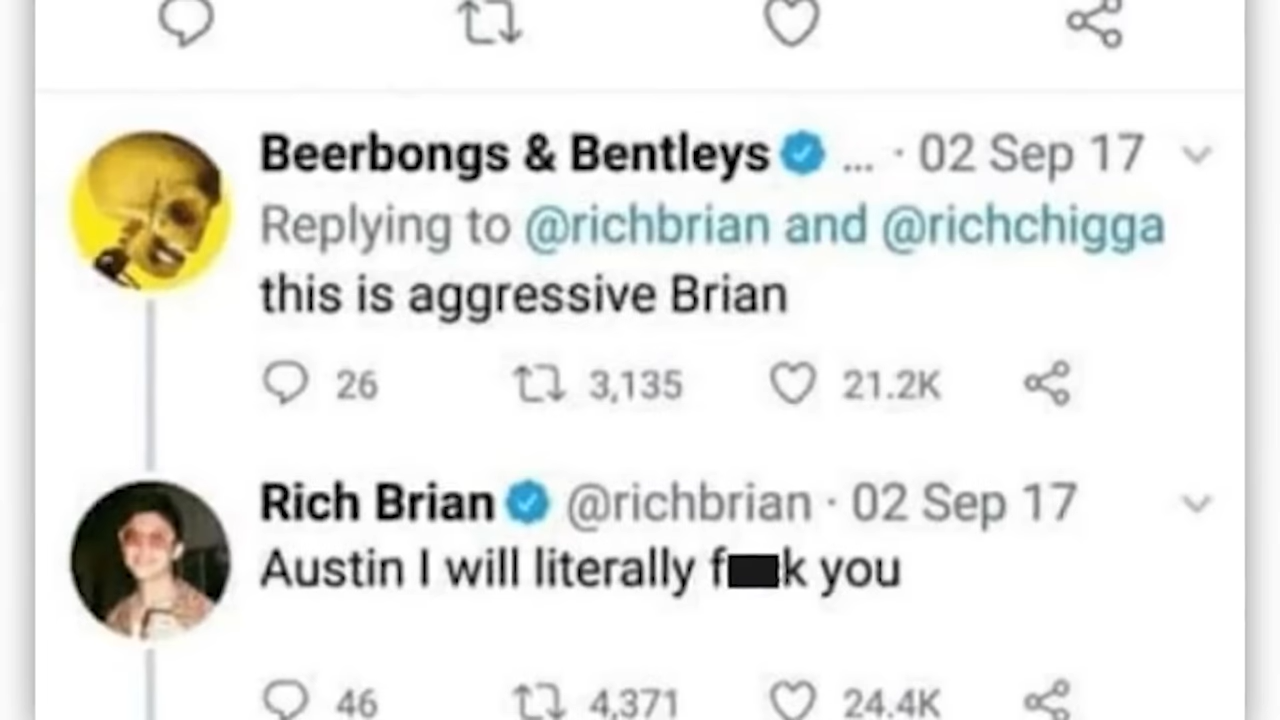 Beerbongs & Bentleys ... · 02 Sep 17
Replying to @richbrian and @richchigga
this is aggressive Brian
26 3,135 21.2K
Rich Brian @richbrian · 02 Sep 17
Austin I will literally f k you
46 4,371 24.4K